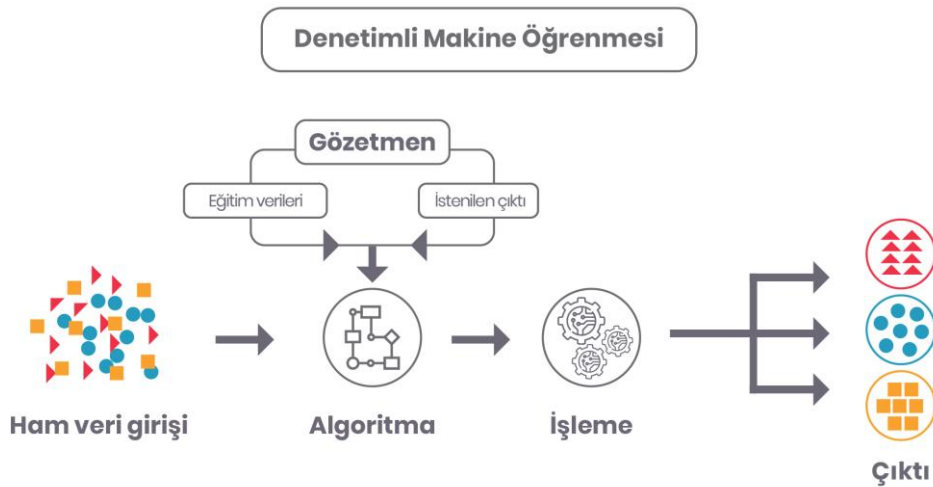 Denetimli Makine Öğrenmesi
Gözetmen
Eğitim verileri
İstenilen çıktı
Ham veri girişi
Algoritma
İşleme
Çıktı